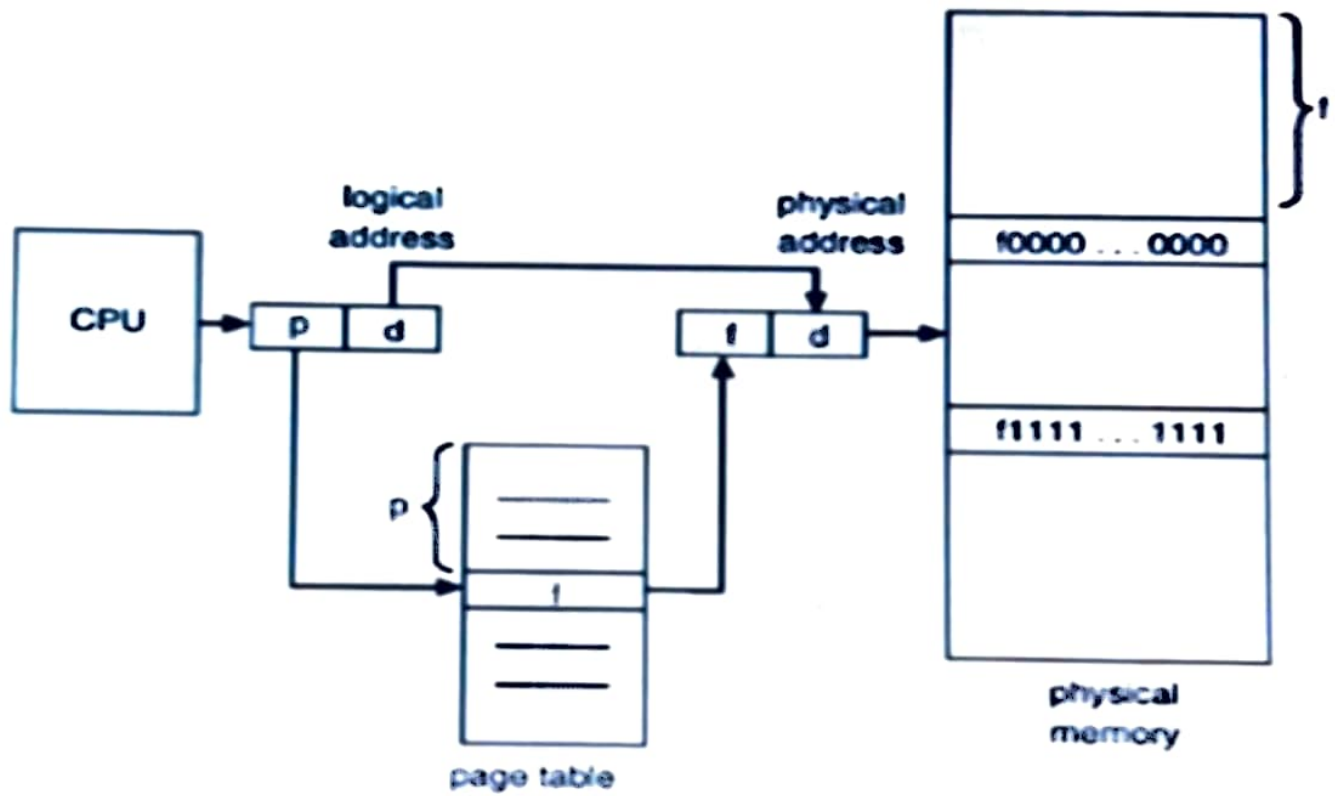 logical
address
physical
address
f
f0000 ... 0000
CPU
p d
f d
f1111 ... 1111
p
f
physical
memory
page table